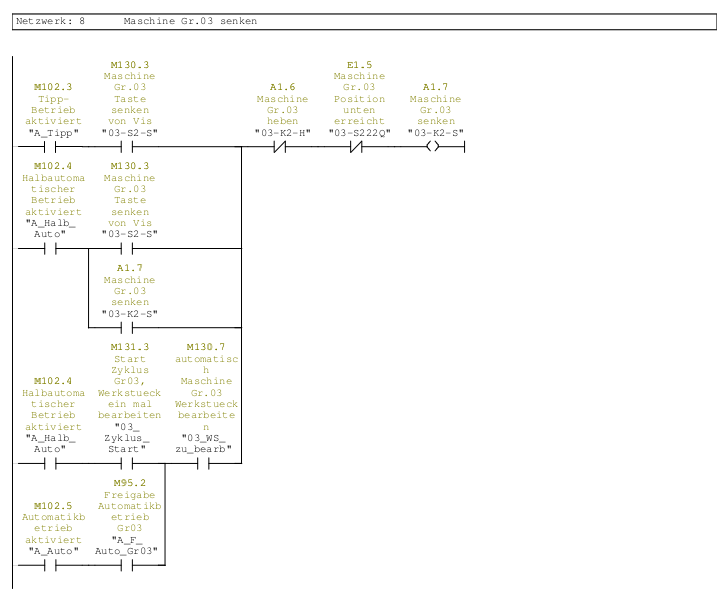 Netzwerk: 8 Maschine Gr.03 senken
M102.3
Tipp-
Betrieb
aktiviert
"A_Tipp"
M130.3
Maschine
Gr.03
Taste
senken
von Vis
"03-S2-S"
A1.6
Maschine
Gr.03
heben
"03-K2-H"
E1.5
Maschine
Gr.03
Position
unten
erreicht
"03-S222Q"
A1.7
Maschine
Gr.03
senken
"03-K2-S"
M102.4
Halbautoma
tischer
Betrieb
aktiviert
"A_Halb_
Auto"
M130.3
Maschine
Gr.03
Taste
senken
von Vis
"03-S2-S"
A1.7
Maschine
Gr.03
senken
"03-K2-S"
M102.4
Halbautoma
tischer
Betrieb
aktiviert
"A_Halb_
Auto"
M131.3
Start
Zyklus
Gr03,
Werkstueck
ein mal
bearbeiten
"03_
Zyklus_
Start"
M130.7
automatisc
h
Maschine
Gr.03
Werkstueck
bearbeite
n
"03_WS_
zu_bearb"
M102.5
Automatikb
etrieb
aktiviert
"A_Auto"
M95.2
Freigabe
Automatikb
etrieb
Gr03
"A_F_
Auto_Gr03"